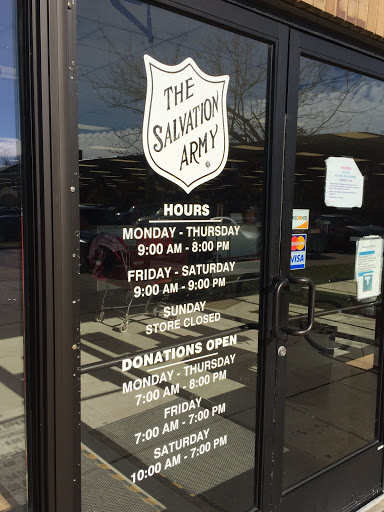 THE
SALVATION
ARMY
HOURS
MONDAY - THURSDAY
9:00 AM - 8:00 PM
FRIDAY - SATURDAY
9:00 AM - 9:00 PM
SUNDAY
STORE CLOSED
DONATIONS OPEN
MONDAY - THURSDAY
7:00 AM - 8:00 PM
FRIDAY
7:00 AM - 7:00 PM
SATURDAY
10:00 AM - 7:00 PM
MasterCard
VISA